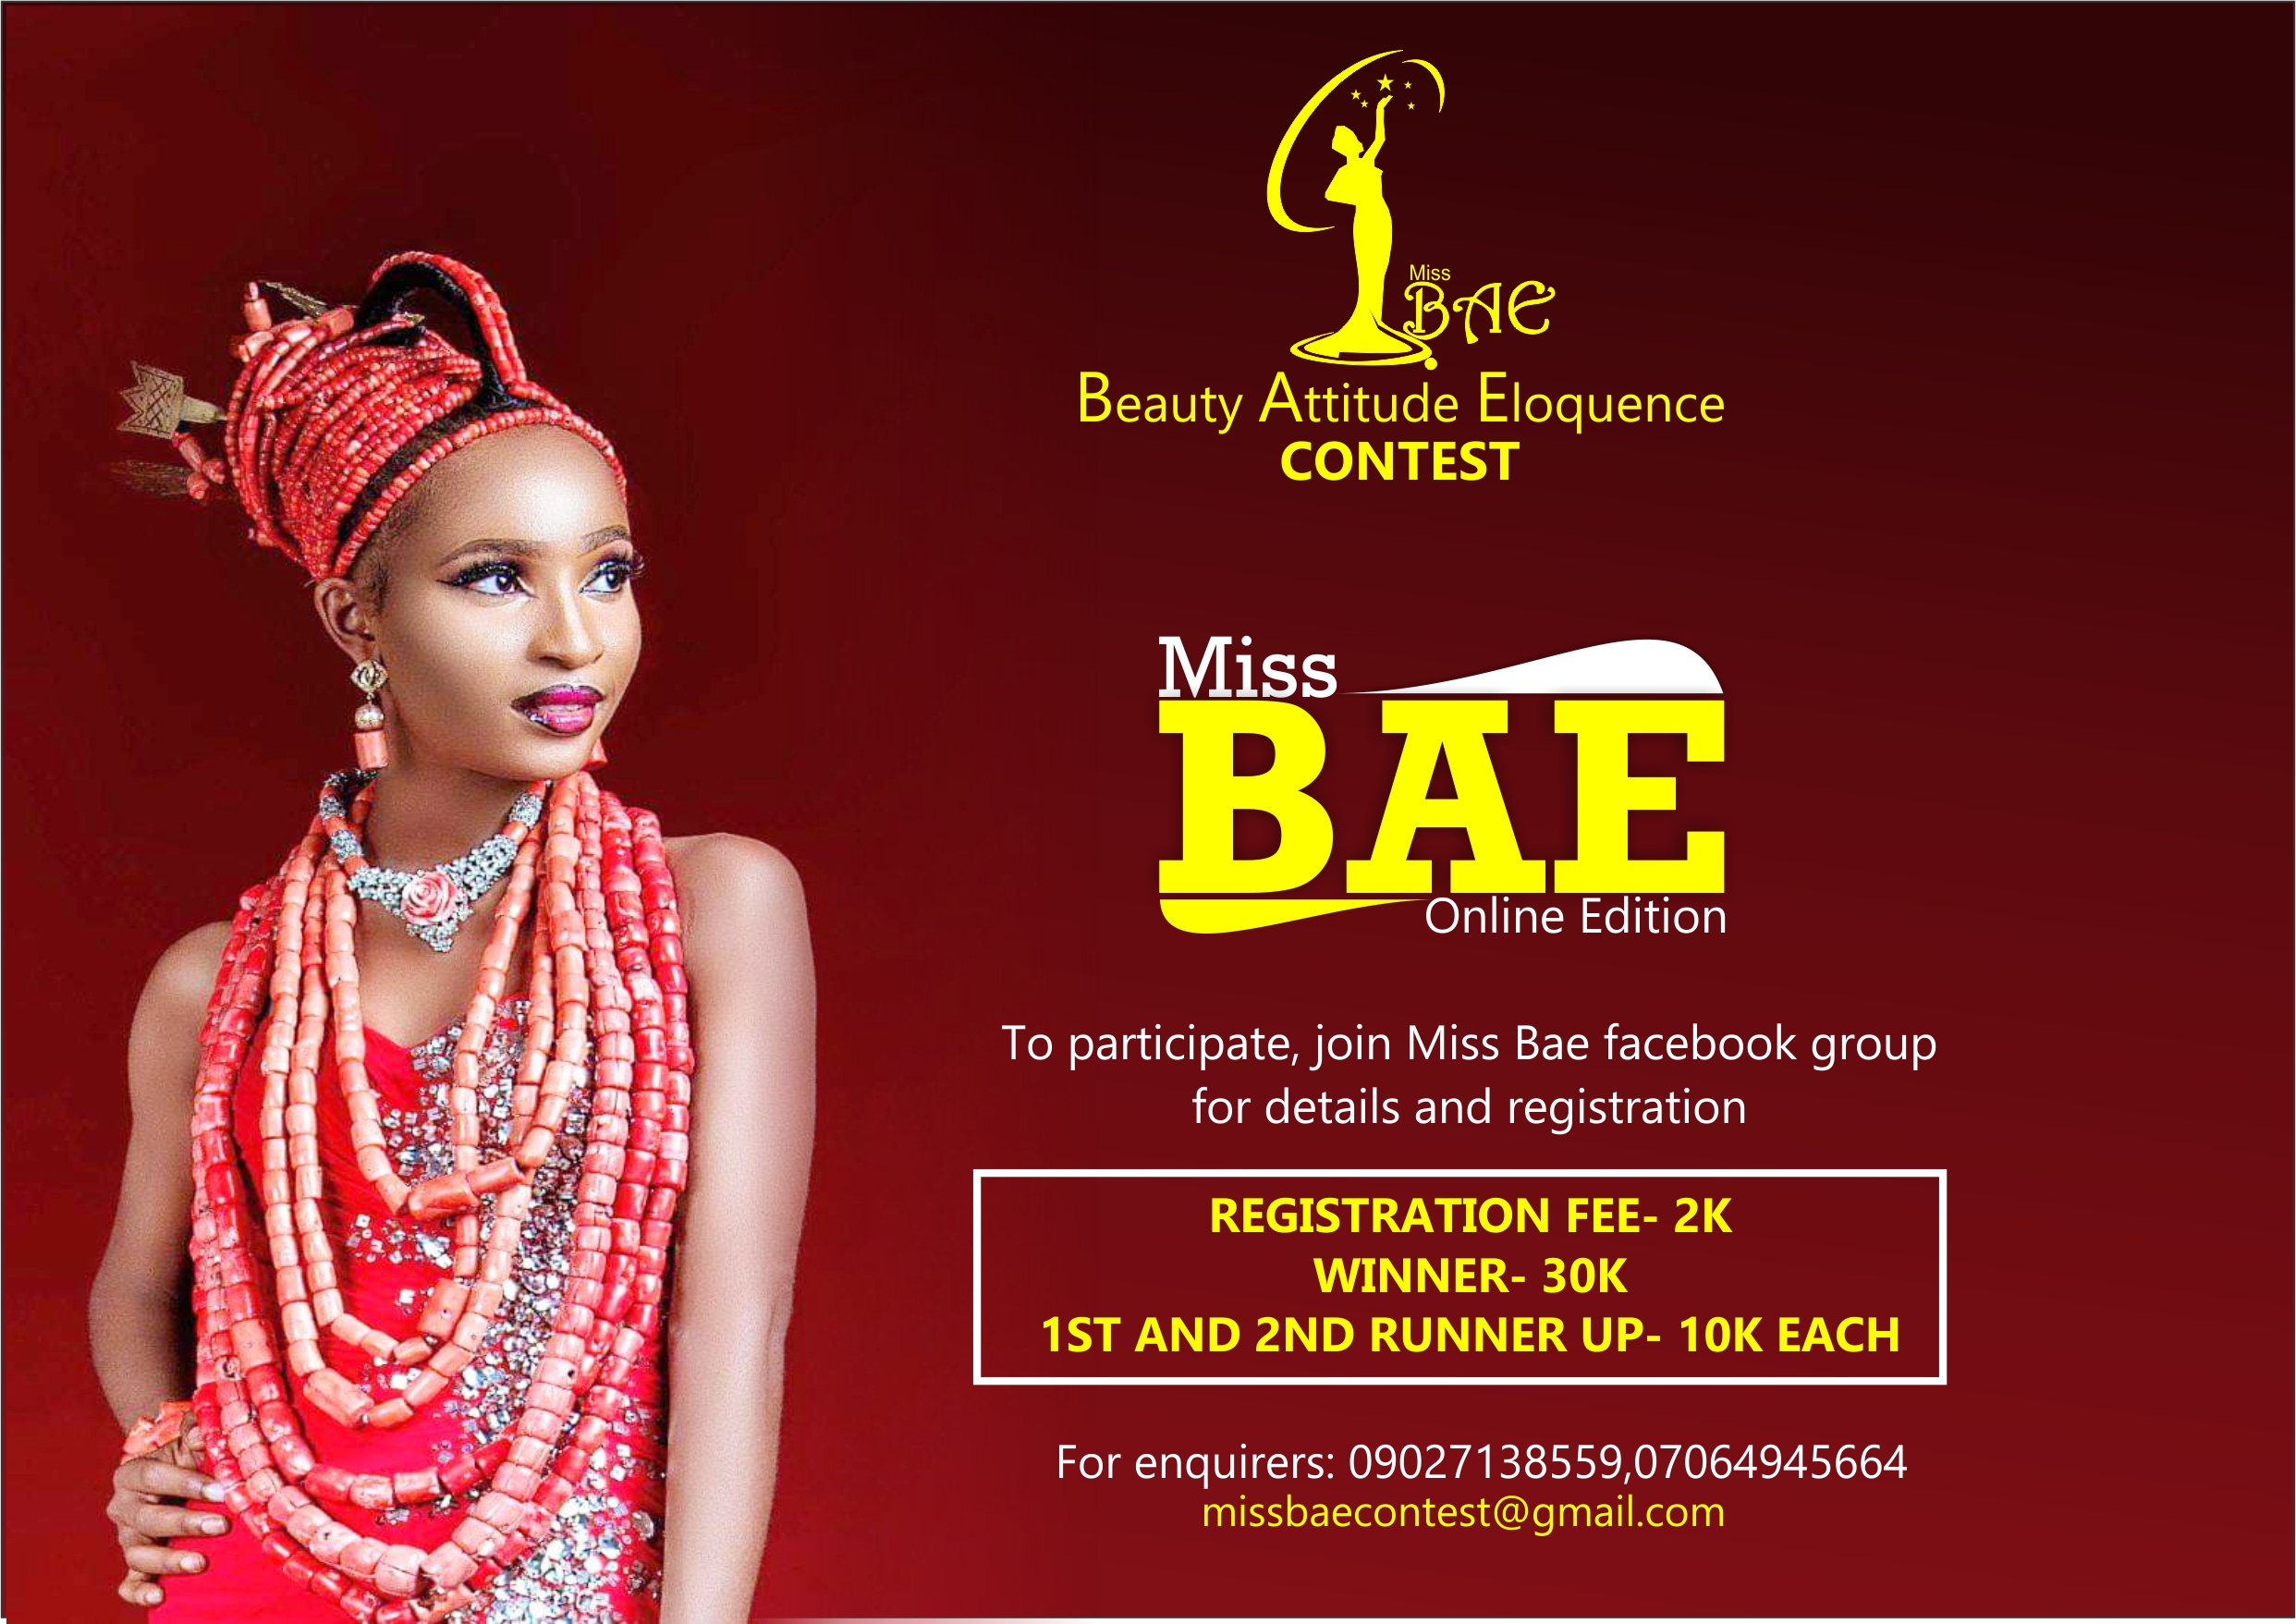 Miss
BAE
Beauty Attitude Eloquence
CONTEST
Miss
BAE
Online Edition
To participate, join Miss Bae facebook group
for details and registration
REGISTRATION FEE- 2K
WINNER- 30K
1ST AND 2ND RUNNER UP- 10K EACH
For enquirers: 09027138559,07064945664
missbaecontest@gmail.com